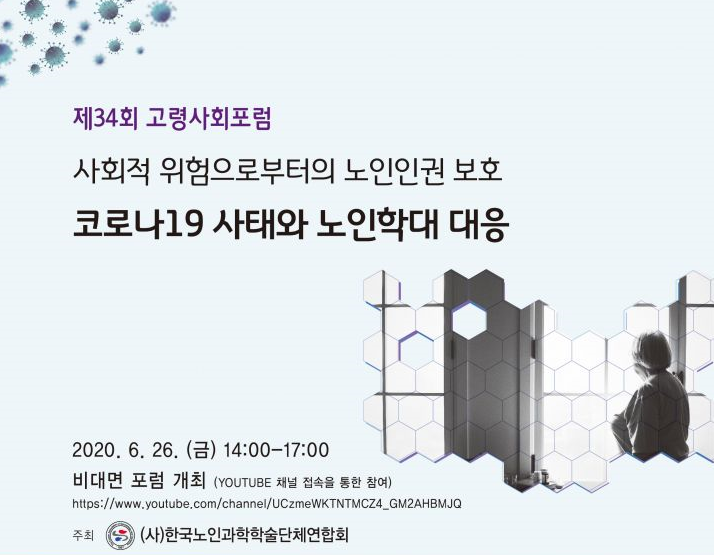 제34회 고령사회포럼
사회적 위험으로부터의 노인인권 보호
코로나19 사태와 노인학대 대응
2020. 6. 26. (금) 14:00-17:00
비대면 포럼 개최 (YOUTUBE 채널 접속을 통한 참여)
https://www.youtube.com/channel/UCzmeWKTNTMCZ4_GM2AHBMJQ
주최 (사)한국노인과학학술단체연합회